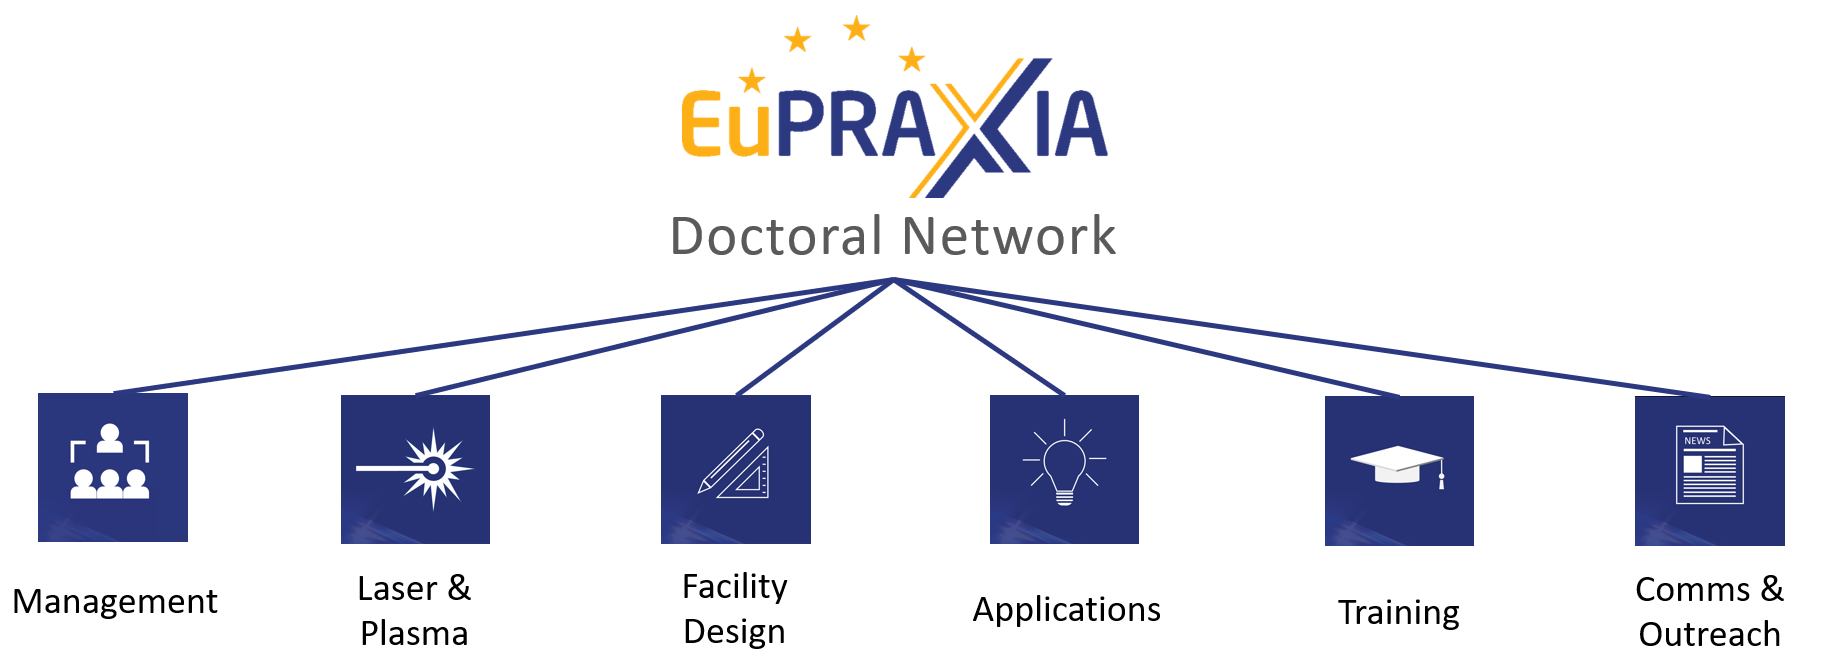 EuPRAXIA
Doctoral Network
NEWS
Management
Laser &
Plasma
Facility
Design
Applications
Training
Comms &
Outreach